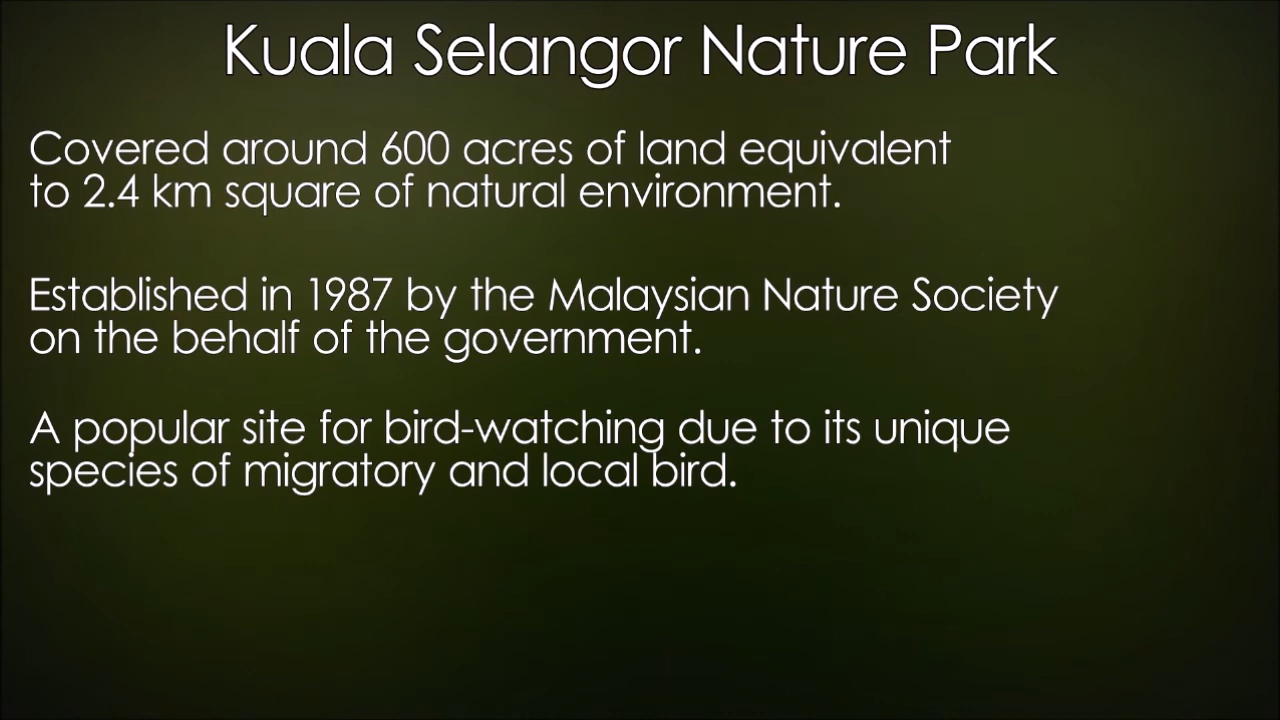 Kuala Selangor Nature Park
Covered around 600 acres of land equivalent
to 2.4 km square of natural environment.
Established in 1987 by the Malaysian Nature Society
on the behalf of the government.
A popular site for bird-watching due to its unique
species of migratory and local bird.